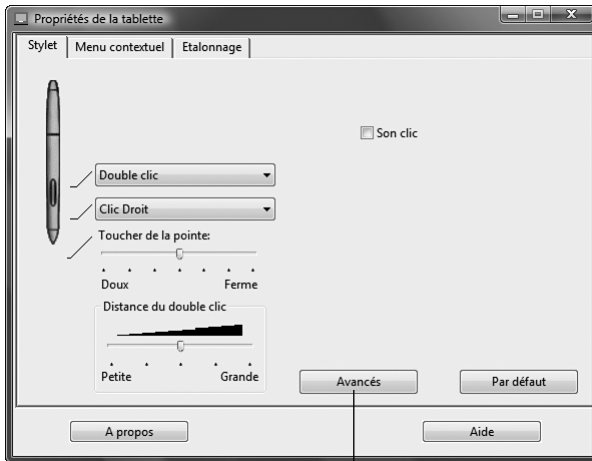 Propriétés de la tablette
Stylet
Menu contextuel
Etalonnage
Son clic
Double clic
Clic Droit
Toucher de la pointe:
Doux
Ferme
Distance du double clic
Petite
Grande
Avancés
Par défaut
A propos
Aide